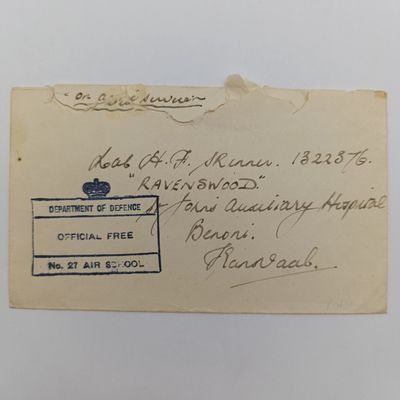 on active service
Lab H. F. Skinner. 132237G.
"RAVENSWOOD"
St Johns Auxiliary Hospital
Benoni.
Transvaal.
DEPARTMENT OF DEFENCE
OFFICIAL FREE
No. 27 AIR SCHOOL